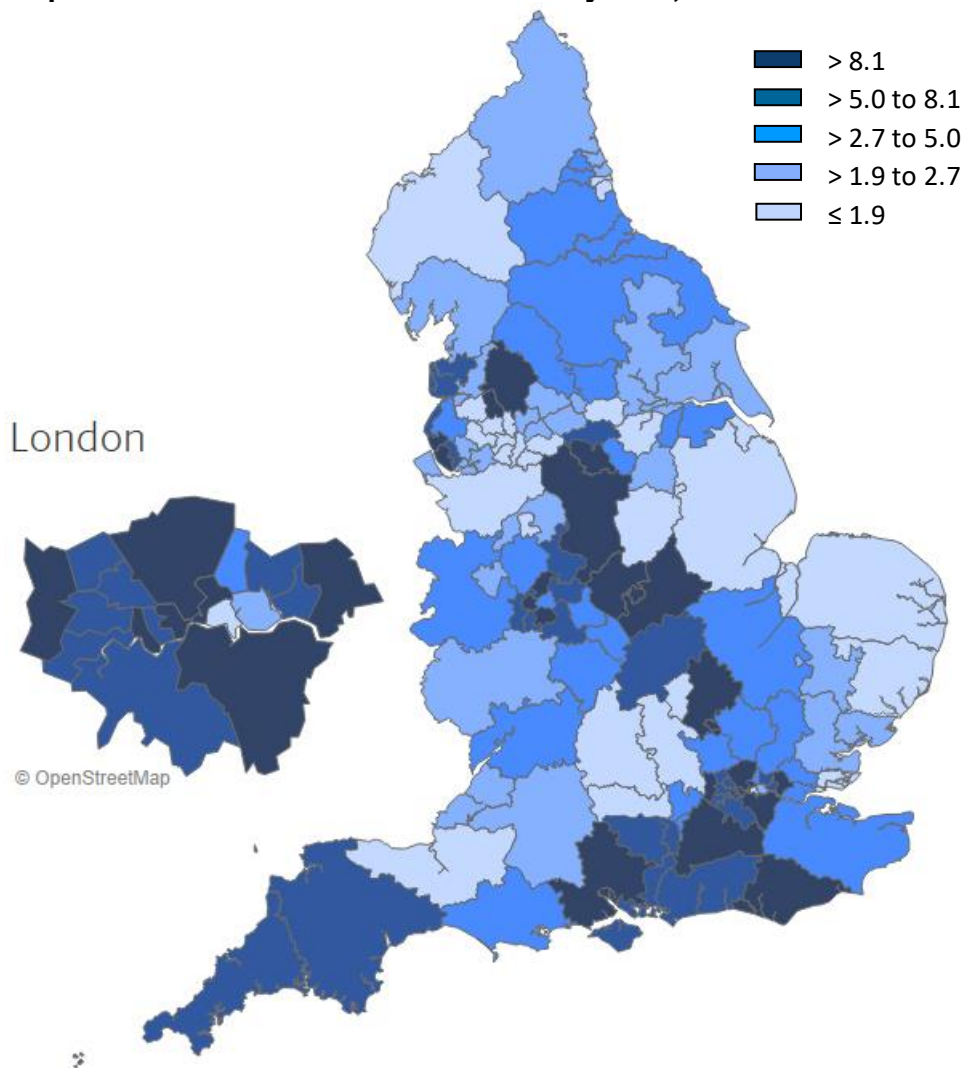 > 8.1
> 5.0 to 8.1
> 2.7 to 5.0
> 1.9 to 2.7
≤ 1.9
London
© OpenStreetMap